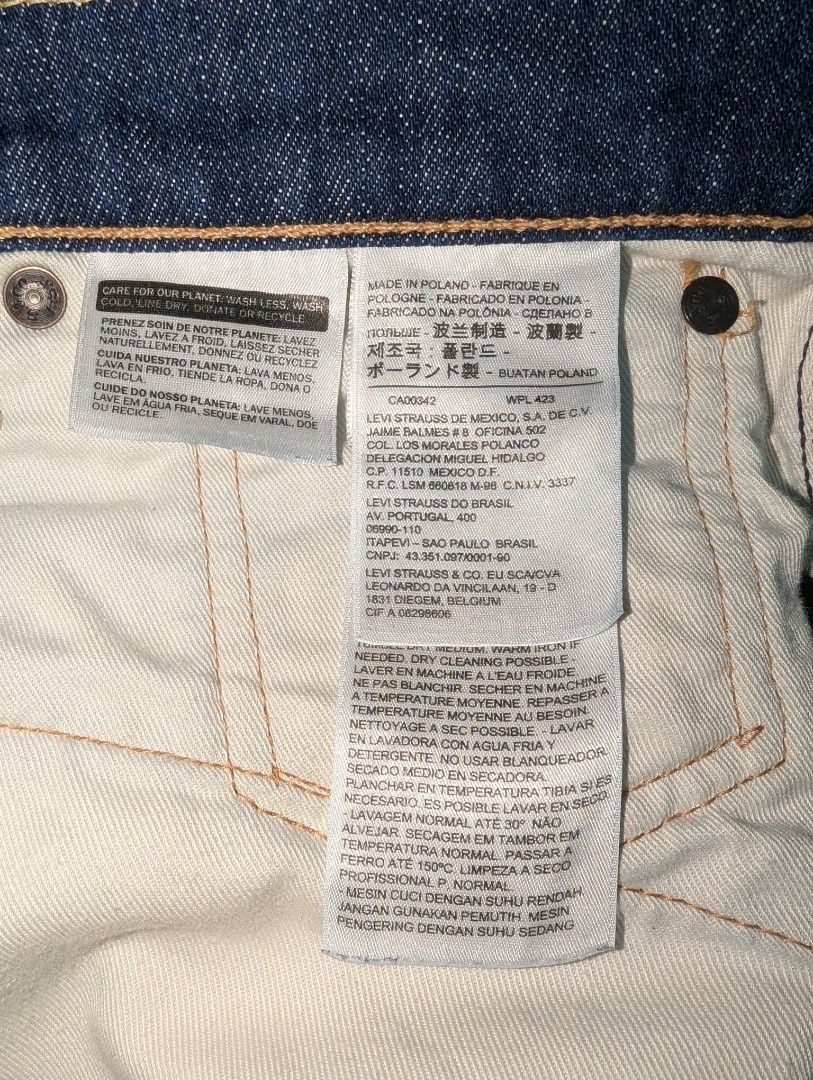 CARE FOR OUR PLANET: WASH LESS, WASH
COLD, LINE DRY, DONATE OR RECYCLE
PRENEZ SOIN DE NOTRE PLANETE: LAVEZ
MOINS, LAVEZ A FROID, LAISSEZ SECHER
NATURELLEMENT, DONNEZ OU RECYCLEZ
CUIDA NUESTRO PLANETA: LAVA MENOS,
LAVA EN FRIO, TIENDE LA ROPA, DONA O
RECICLA.
CUIDE DO NOSSO PLANETA: LAVE MENOS,
LAVE EM ÁGUA FRIA, SEQUE EM VARAL, DOE
OU RECICLE
MADE IN POLAND - FABRIQUE EN
POLOGNE - FABRICADO EN POLONIA -
FABRICADO NA POLÔNIA - СДЕЛАНО В
ПОЛЬШЕ - 波兰制造 - 波蘭製 -
제조국 : 폴란드 -
ポーランド製 - BUATAN POLAND
CA00342 WPL 423
LEVI STRAUSS DE MEXICO, S.A. DE C.V.
JAIME BALMES # 8 OFICINA 502
COL. LOS MORALES POLANCO
DELEGACION MIGUEL HIDALGO
C.P. 11510 MEXICO D.F.
R.F.C. LSM 660618 M-98 C.N.I.V. 3337
LEVI STRAUSS DO BRASIL
AV. PORTUGAL, 400
06990-110
ITAPEVI – SAO PAULO BRASIL
CNPJ: 43.351.097/0001-90
LEVI STRAUSS & CO. EU SCA/CVA
LEONARDO DA VINCILAAN, 19 - D
1831 DIEGEM, BELGIUM
CIF A 08298606
TUMBLE DRY MEDIUM. WARM IRON IF
NEEDED. DRY CLEANING POSSIBLE -
LAVER EN MACHINE A L'EAU FROIDE.
NE PAS BLANCHIR. SECHER EN MACHINE
A TEMPERATURE MOYENNE. REPASSER A
TEMPERATURE MOYENNE AU BESOIN.
NETTOYAGE A SEC POSSIBLE. - LAVAR
EN LAVADORA CON AGUA FRIA Y
DETERGENTE. NO USAR BLANQUEADOR.
SECADO MEDIO EN SECADORA.
PLANCHAR EN TEMPERATURA TIBIA SI ES
NECESARIO. ES POSIBLE LAVAR EN SECO.
- LAVAGEM NORMAL ATÉ 30° NÃO
ALVEJAR. SECAGEM EM TAMBOR EM
TEMPERATURA NORMAL. PASSAR A
FERRO ATÉ 150ºC. LIMPEZA A SECO
PROFISSIONAL P. NORMAL.
- MESIN CUCI DENGAN SUHU RENDAH
JANGAN GUNAKAN PEMUTIH. MESIN
PENGERING DENGAN SUHU SEDANG